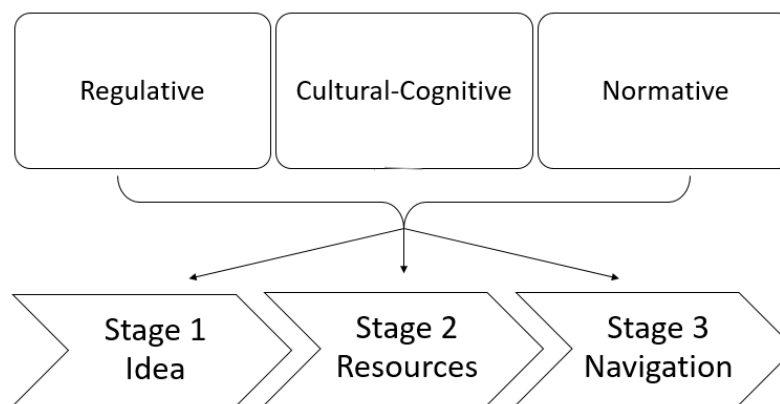 Regulative
Cultural-Cognitive
Normative
Stage 1
Idea
Stage 2
Resources
Stage 3
Navigation